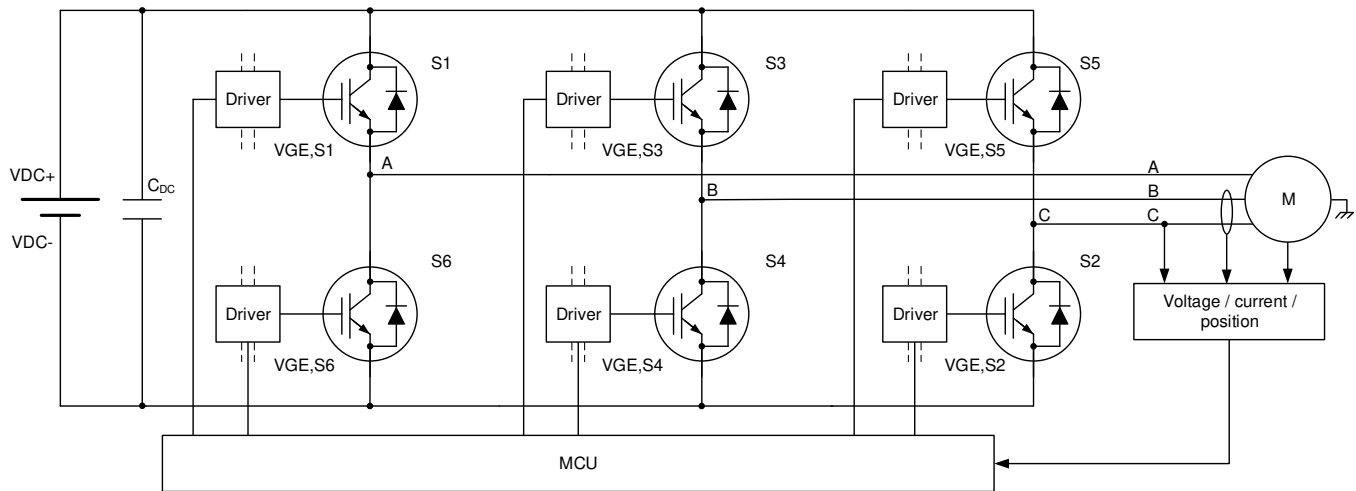 S1
S3
S5
Driver
Driver
Driver
VGE,S1
VGE,S3
VGE,S5
A
A
VDC+
CDC
B
B
M
C
C
VDC-
S6
S4
S2
Driver
Driver
Driver
Voltage / current /
position
VGE,S6
VGE,S4
VGE,S2
MCU